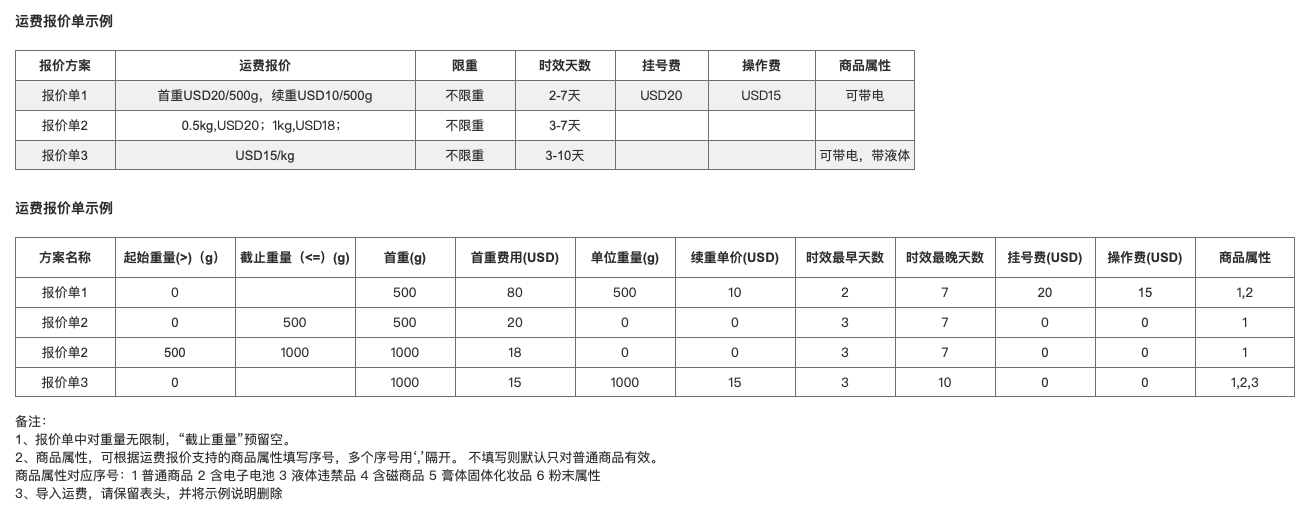 运费报价单示例
报价方案 运费报价 限重 时效天数 挂号费 操作费 商品属性
报价单1 首重USD20/500g，续重USD10/500g 不限重 2-7天 USD20 USD15 可带电
报价单2 0.5kg,USD20；1kg,USD18； 不限重 3-7天
报价单3 USD15/kg 不限重 3-10天 可带电，带液体
运费报价单示例
方案名称 起始重量(>)（g） 截止重量（<=）(g) 首重(g) 首重费用(USD) 单位重量(g) 续重单价(USD) 时效最早天数 时效最晚天数 挂号费(USD) 操作费(USD) 商品属性
报价单1 0 500 80 500 10 2 7 20 15 1,2
报价单2 0 500 500 20 0 0 3 7 0 0 1
报价单2 500 1000 1000 18 0 0 3 7 0 0 1
报价单3 0 1000 15 1000 15 3 10 0 0 1,2,3
备注：
1、报价单中对重量无限制，“截止重量”预留空。
2、商品属性，可根据运费报价支持的商品属性填写序号，多个序号用‘,’隔开。 不填写则默认只对普通商品有效。
商品属性对应序号：1 普通商品 2 含电子电池 3 液体违禁品 4 含磁商品 5 膏体固体化妆品 6 粉末属性
3、导入运费，请保留表头，并将示例说明删除